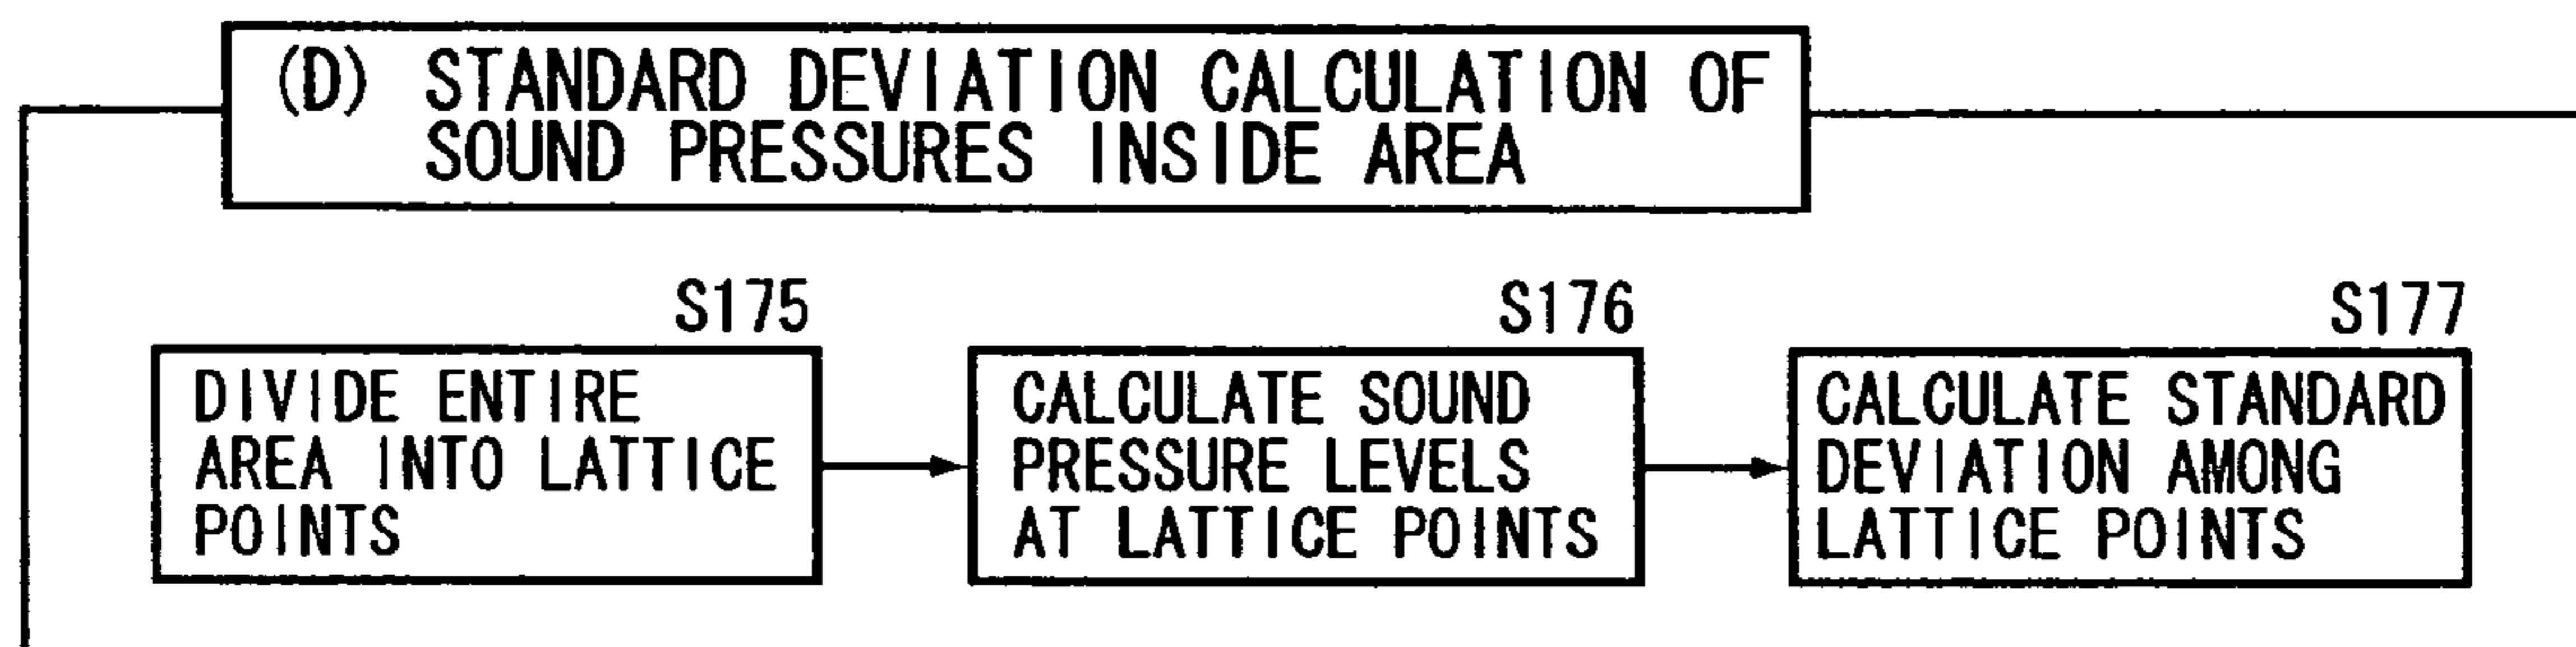 (D) STANDARD DEVIATION CALCULATION OF
SOUND PRESSURES INSIDE AREA
S175
DIVIDE ENTIRE
AREA INTO LATTICE
POINTS
S176
CALCULATE SOUND
PRESSURE LEVELS
AT LATTICE POINTS
S177
CALCULATE STANDARD
DEVIATION AMONG
LATTICE POINTS